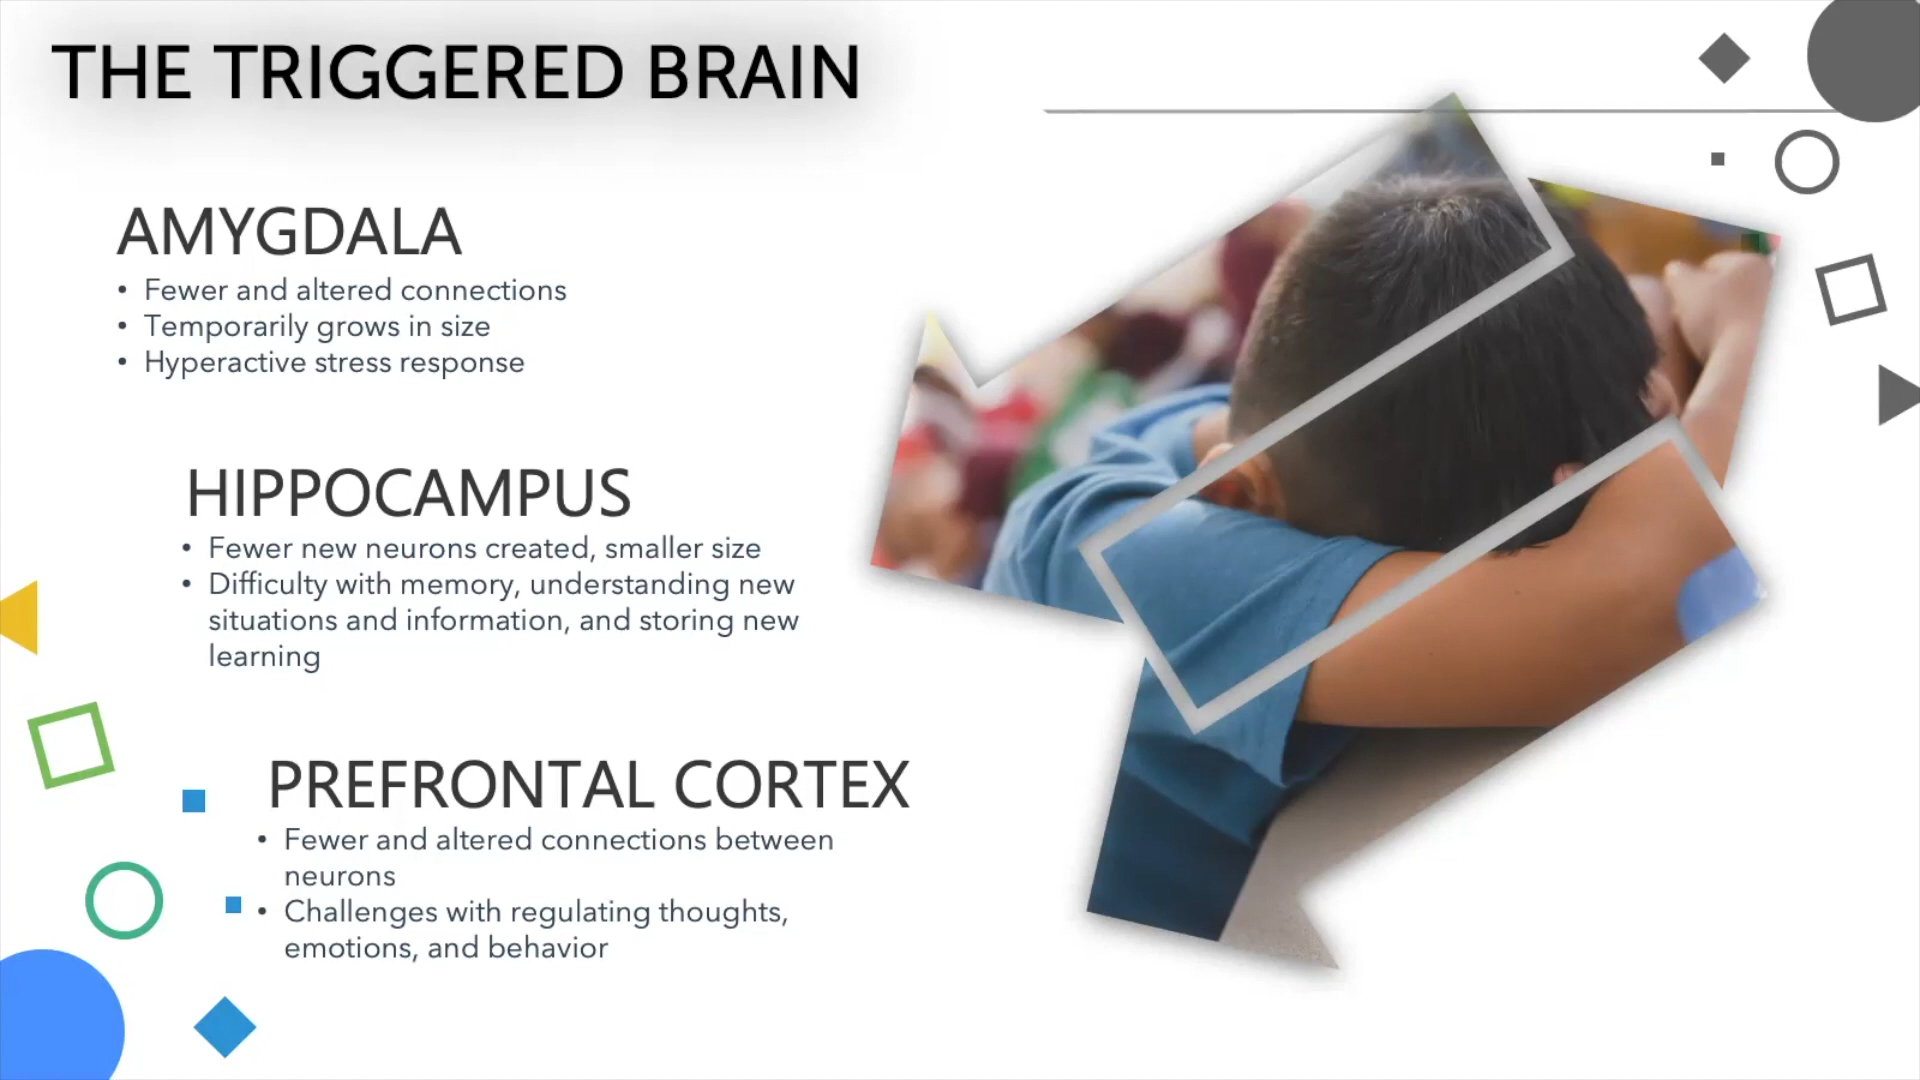 THE TRIGGERED BRAIN
AMYGDALA
• Fewer and altered connections
• Temporarily grows in size
• Hyperactive stress response
HIPPOCAMPUS
• Fewer new neurons created, smaller size
• Difficulty with memory, understanding new
situations and information, and storing new
learning
PREFRONTAL CORTEX
• Fewer and altered connections between
neurons
• Challenges with regulating thoughts,
emotions, and behavior